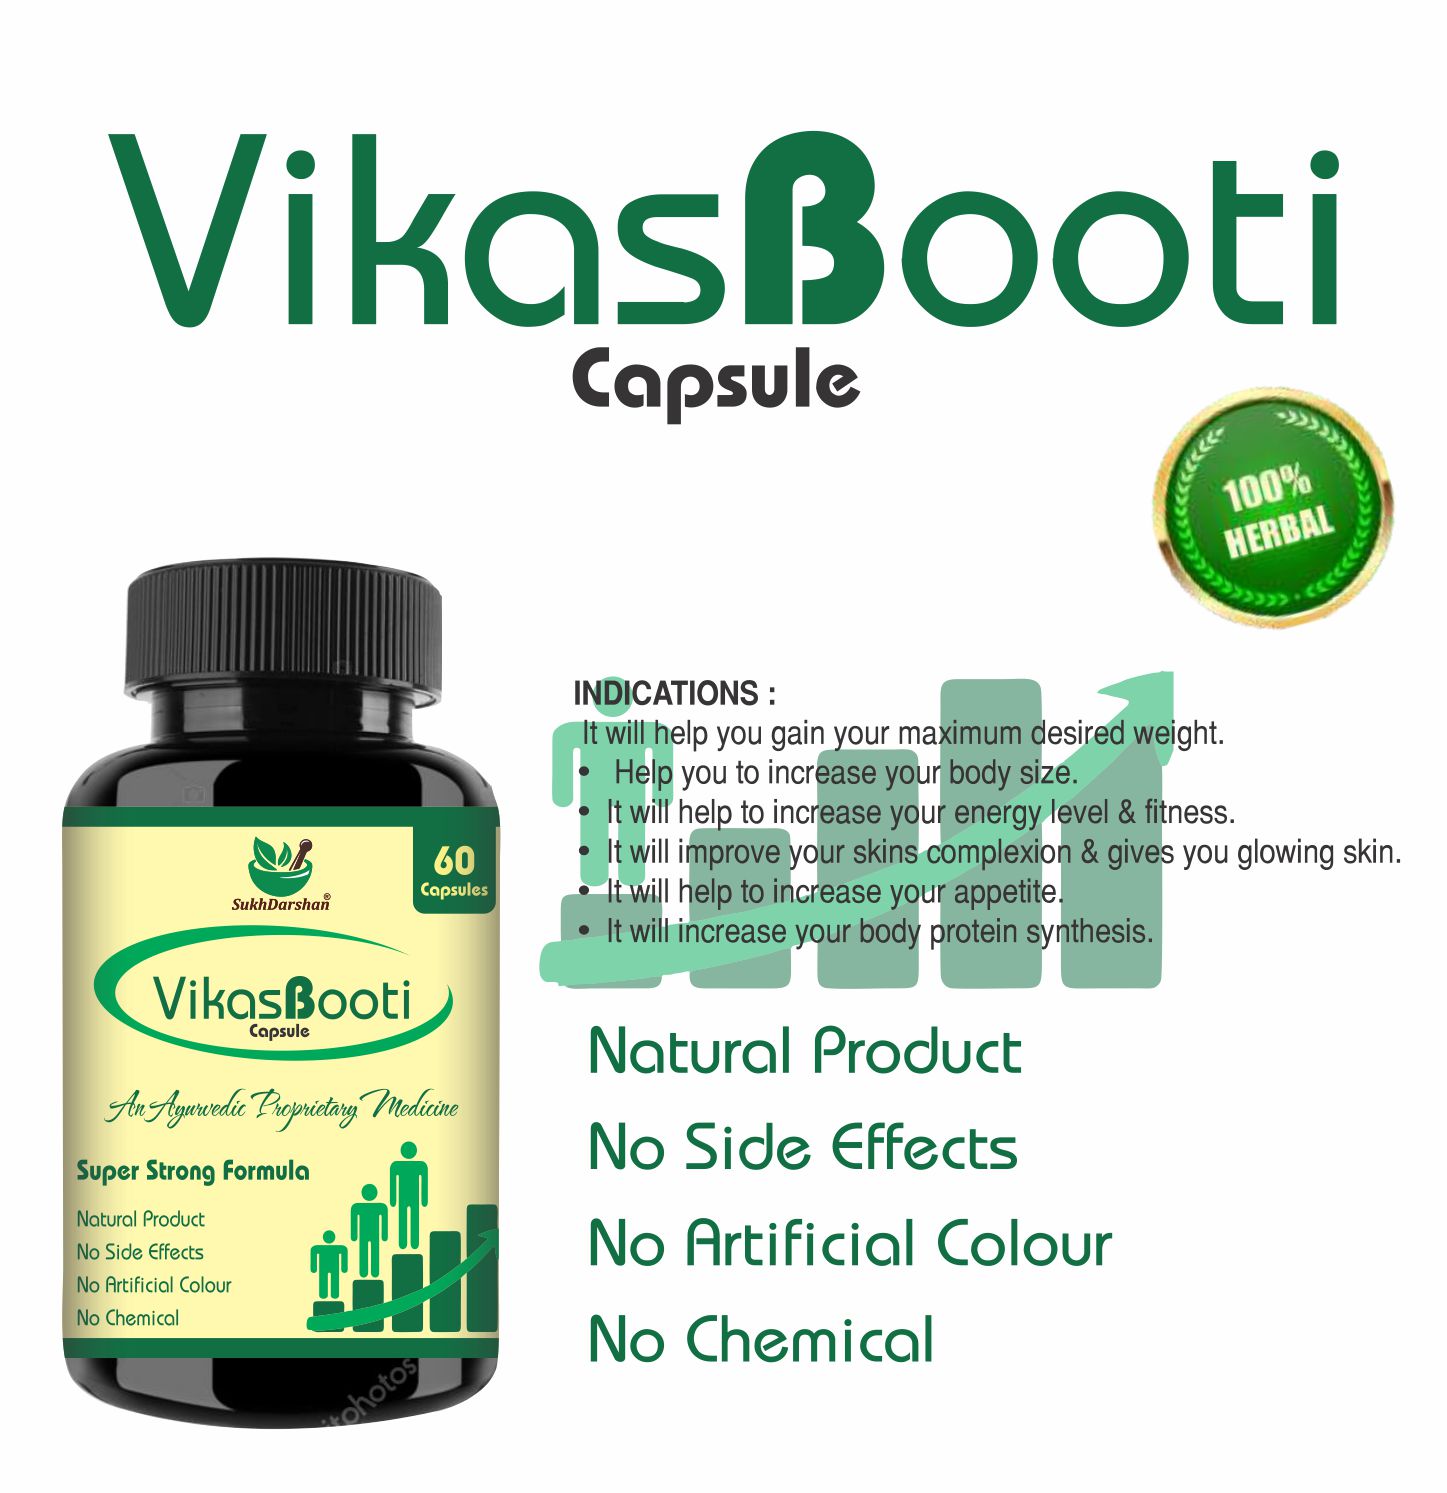 VikasBooti
Capsule
100%
HERBAL
INDICATIONS :
It will help you gain your maximum desired weight.
• Help you to increase your body size.
• It will help to increase your energy level & fitness.
• It will improve your skins complexion & gives you glowing skin.
• It will help to increase your appetite.
• It will increase your body protein synthesis.
Natural Product
No Side Effects
No Artificial Colour
No Chemical
60
Capsules
SukhDarshan®
VikasBooti
Capsule
An Ayurvedic Proprietary Medicine
Super Strong Formula
Natural Product
No Side Effects
No Artificial Colour
No Chemical